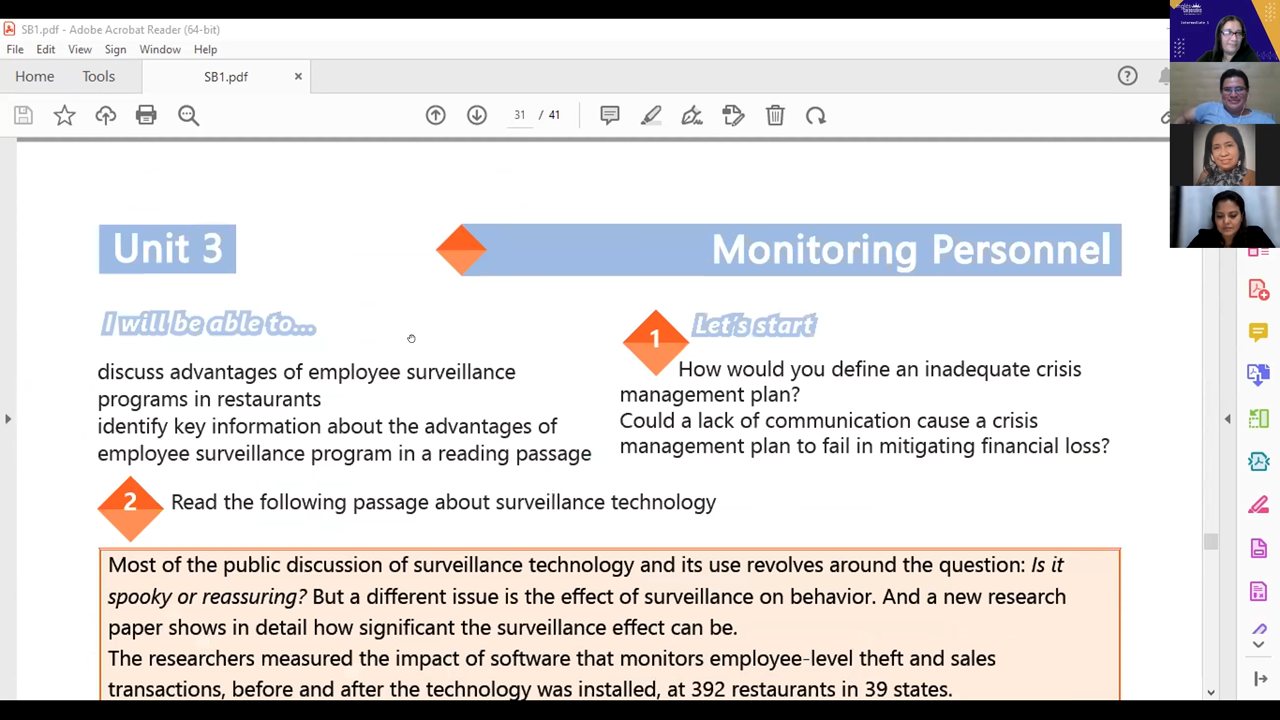 SB1.pdf - Adobe Acrobat Reader (64-bit)
File Edit View Sign Window Help
Home Tools SB1.pdf ×
31 / 41
Unit 3
Monitoring Personnel
I will be able to...
discuss advantages of employee surveillance
programs in restaurants
identify key information about the advantages of
employee surveillance program in a reading passage
1 Let's start
How would you define an inadequate crisis
management plan?
Could a lack of communication cause a crisis
management plan to fail in mitigating financial loss?
2 Read the following passage about surveillance technology
Most of the public discussion of surveillance technology and its use revolves around the question: Is it
spooky or reassuring? But a different issue is the effect of surveillance on behavior. And a new research
paper shows in detail how significant the surveillance effect can be.
The researchers measured the impact of software that monitors employee-level theft and sales
transactions, before and after the technology was installed, at 392 restaurants in 39 states.
Intermediate 1